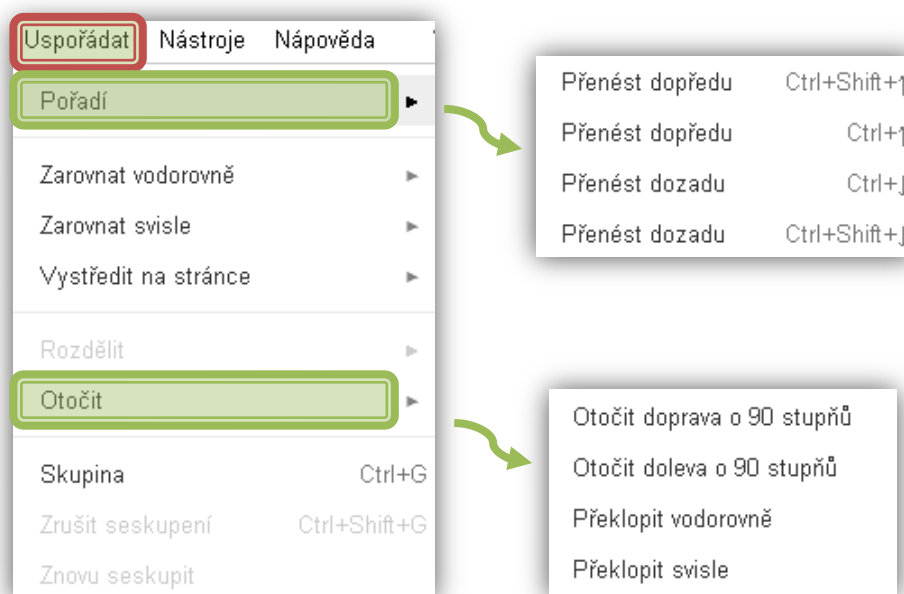 Uspořádat Nástroje Nápověda
Pořadí
Zarovnat vodorovně
Zarovnat svisle
Vystředit na stránce
Rozdělit
Otočit
Skupina Ctrl+G
Zrušit seskupení Ctrl+Shift+G
Znovu seskupit
Přenést dopředu Ctrl+Shift+↑
Přenést dopředu Ctrl+↑
Přenést dozadu Ctrl+↓
Přenést dozadu Ctrl+Shift+↓
Otočit doprava o 90 stupňů
Otočit doleva o 90 stupňů
Překlopit vodorovně
Překlopit svisle